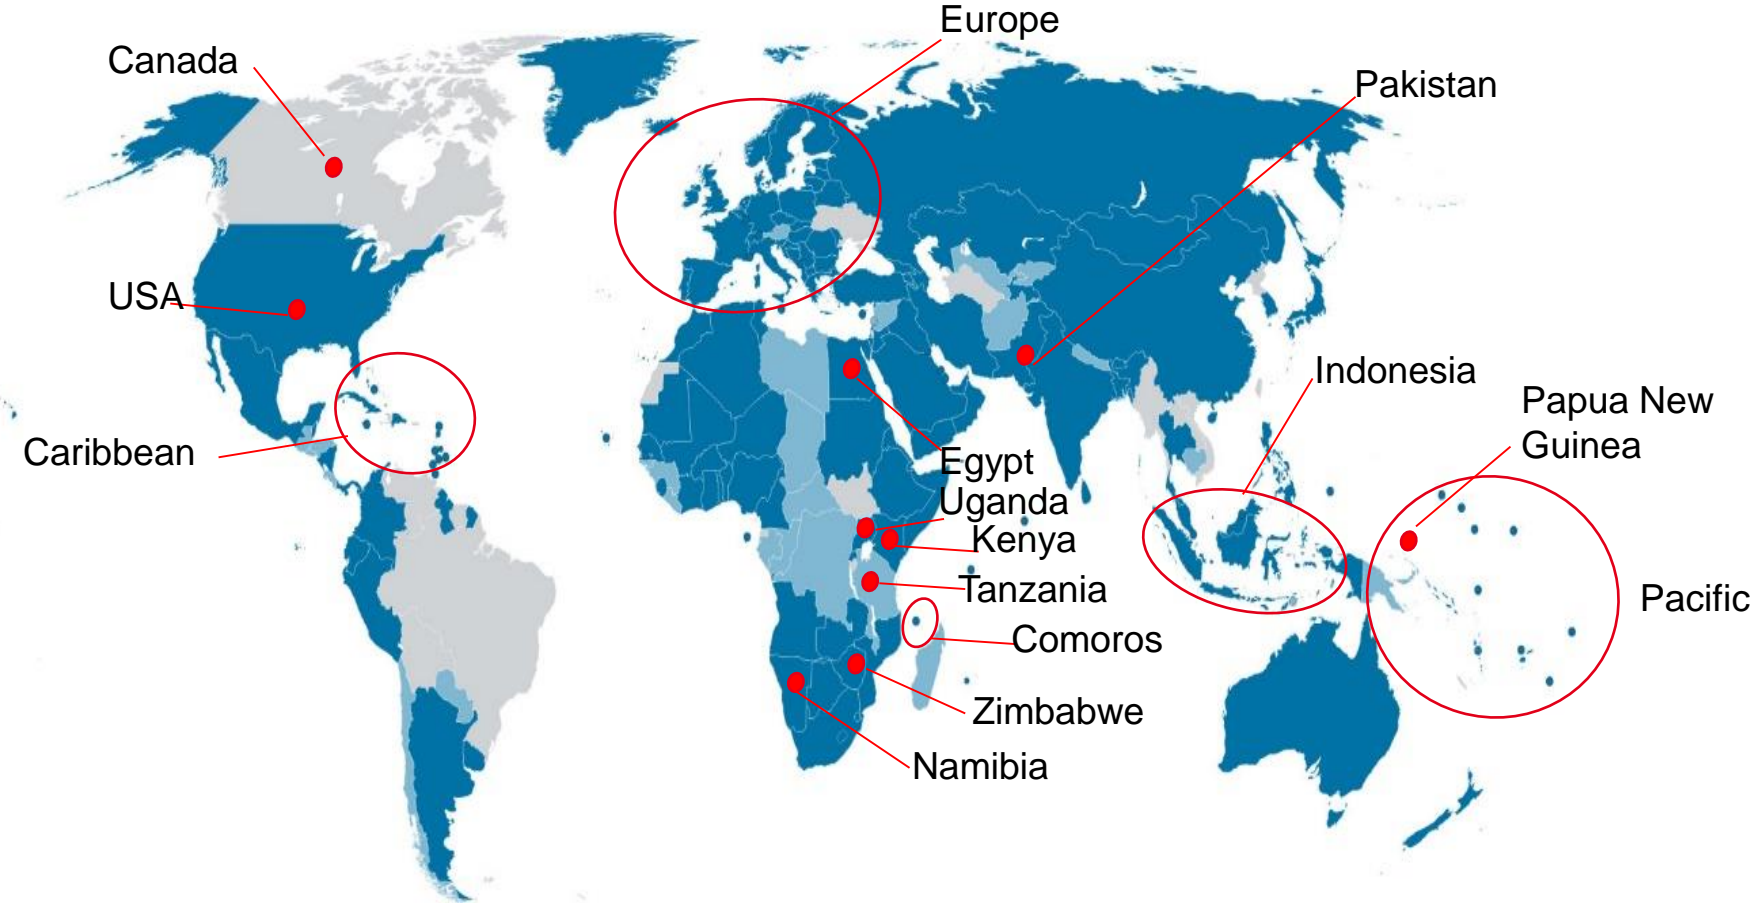 Europe
Canada
Pakistan
USA
Indonesia
Papua New
Guinea
Caribbean
Egypt
Uganda
Kenya
Tanzania
Pacific
Comoros
Zimbabwe
Namibia